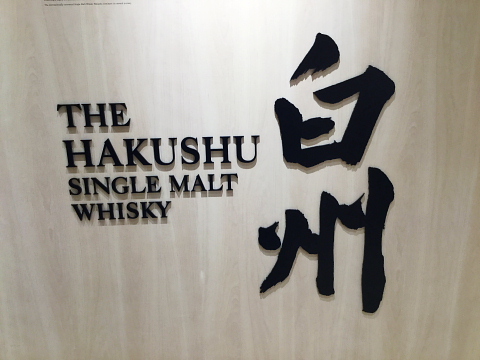 THE
HAKUSHU
SINGLE MALT
WHISKY
白州